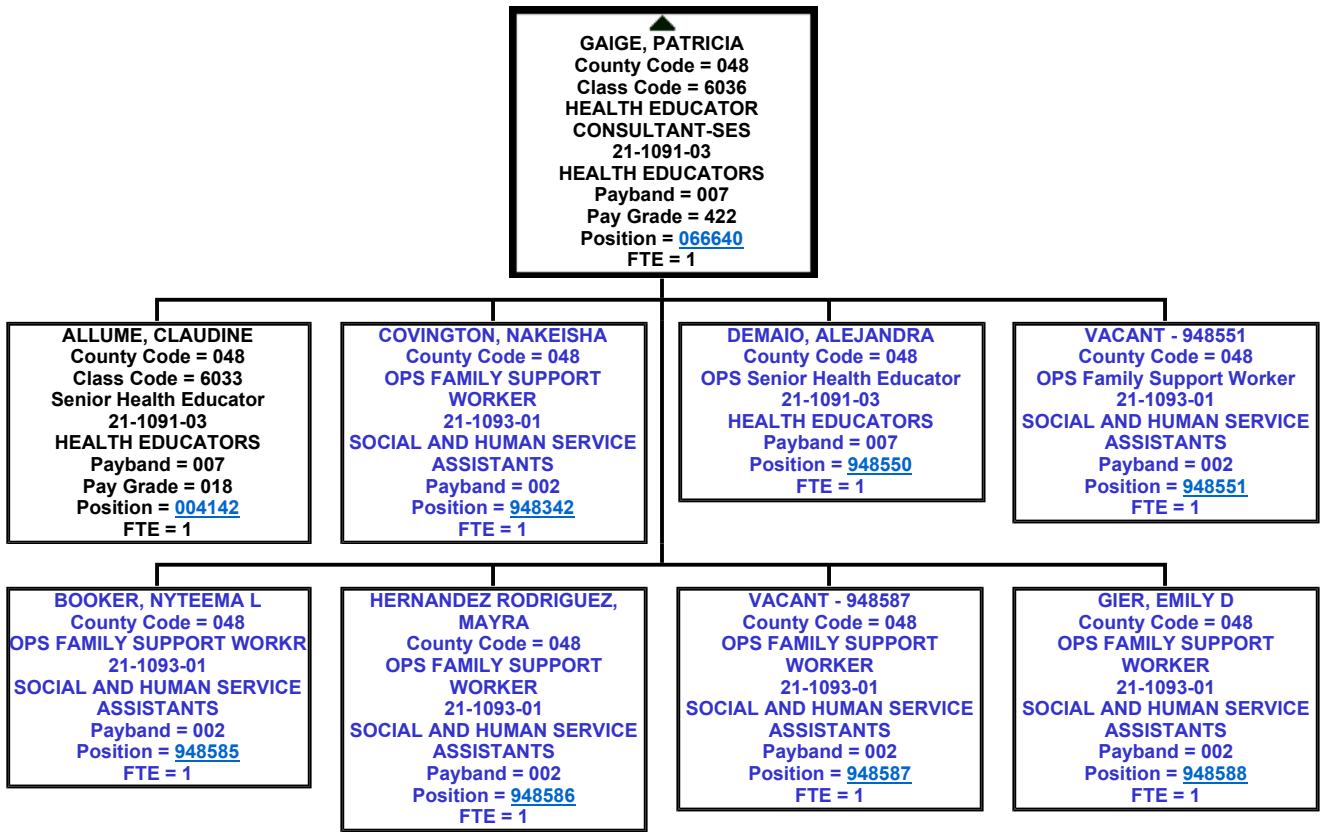 GAIGE, PATRICIA
County Code = 048
Class Code = 6036
HEALTH EDUCATOR
CONSULTANT-SES
21-1091-03
HEALTH EDUCATORS
Payband = 007
Pay Grade = 422
Position = 066640
FTE = 1
ALLUME, CLAUDINE
County Code = 048
Class Code = 6033
Senior Health Educator
21-1091-03
HEALTH EDUCATORS
Payband = 007
Pay Grade = 018
Position = 004142
FTE = 1
COVINGTON, NAKEISHA
County Code = 048
OPS FAMILY SUPPORT
WORKER
21-1093-01
SOCIAL AND HUMAN SERVICE
ASSISTANTS
Payband = 002
Position = 948342
FTE = 1
DEMAIO, ALEJANDRA
County Code = 048
OPS Senior Health Educator
21-1091-03
HEALTH EDUCATORS
Payband = 007
Position = 948550
FTE = 1
VACANT - 948551
County Code = 048
OPS Family Support Worker
21-1093-01
SOCIAL AND HUMAN SERVICE
ASSISTANTS
Payband = 002
Position = 948551
FTE = 1
BOOKER, NYTEEMA L
County Code = 048
OPS FAMILY SUPPORT WORKR
21-1093-01
SOCIAL AND HUMAN SERVICE
ASSISTANTS
Payband = 002
Position = 948585
FTE = 1
HERNANDEZ RODRIGUEZ,
MAYRA
County Code = 048
OPS FAMILY SUPPORT
WORKER
21-1093-01
SOCIAL AND HUMAN SERVICE
ASSISTANTS
Payband = 002
Position = 948586
FTE = 1
VACANT - 948587
County Code = 048
OPS FAMILY SUPPORT
WORKER
21-1093-01
SOCIAL AND HUMAN SERVICE
ASSISTANTS
Payband = 002
Position = 948587
FTE = 1
GIER, EMILY D
County Code = 048
OPS FAMILY SUPPORT
WORKER
21-1093-01
SOCIAL AND HUMAN SERVICE
ASSISTANTS
Payband = 002
Position = 948588
FTE = 1